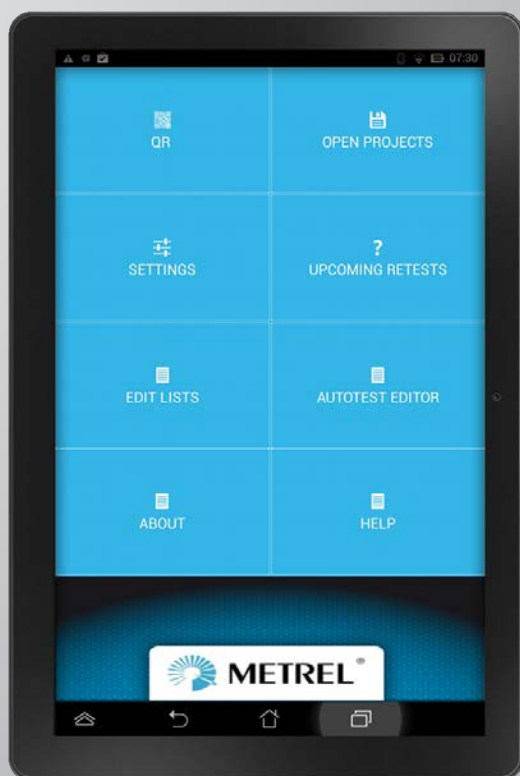 07:30
QR
OPEN PROJECTS
SETTINGS
UPCOMING RETESTS
?
EDIT LISTS
AUTOTEST EDITOR
ABOUT
HELP
METREL®